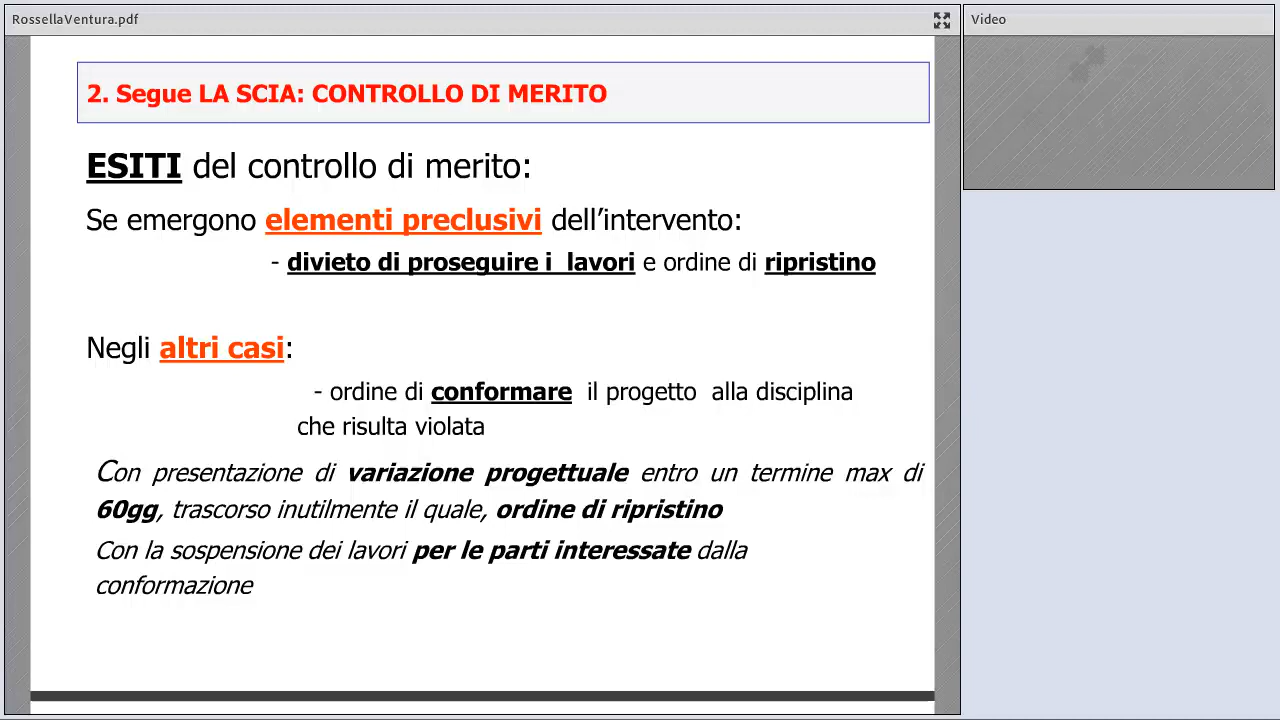 RossellaVentura.pdf
Video
2. Segue LA SCIA: CONTROLLO DI MERITO
ESITI del controllo di merito:
Se emergono elementi preclusivi dell’intervento:
- divieto di proseguire i lavori e ordine di ripristino
Negli altri casi:
- ordine di conformare il progetto alla disciplina
che risulta violata
Con presentazione di variazione progettuale entro un termine max di
60gg, trascorso inutilmente il quale, ordine di ripristino
Con la sospensione dei lavori per le parti interessate dalla
conformazione